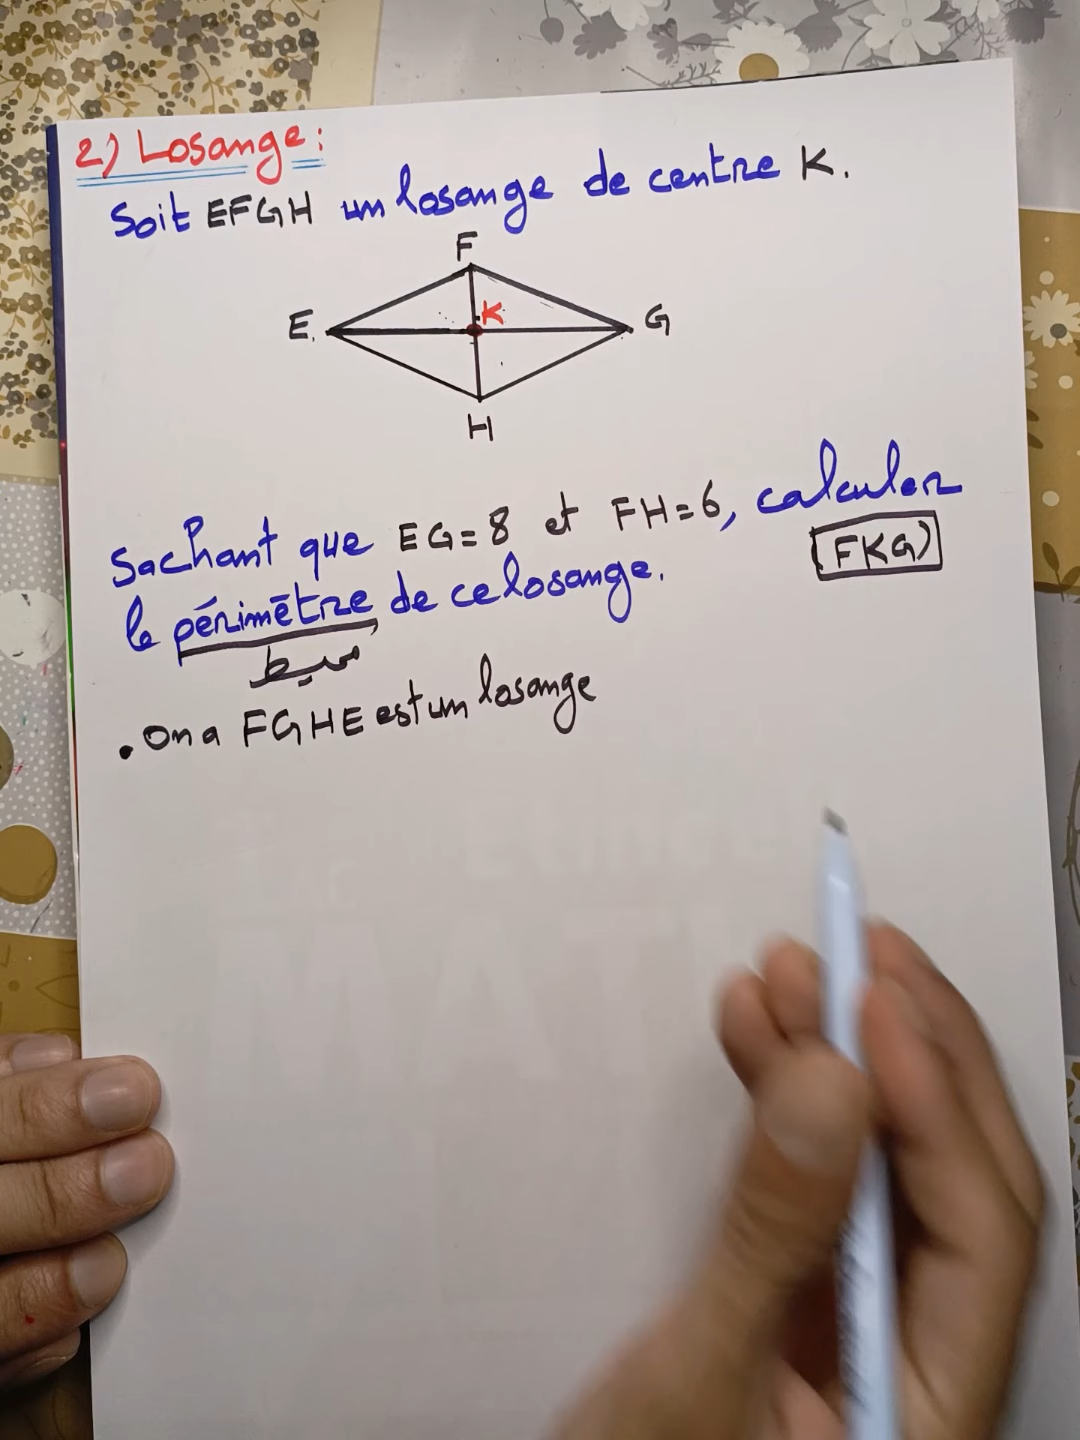 2) Losange:
Soit EFGH un losange de centre K.
F
E
K
G
H
Sachant que EG=8 et FH=6, calculer
FKG
le périmètre de ce losange.
محيط
. On a FGHE est un losange